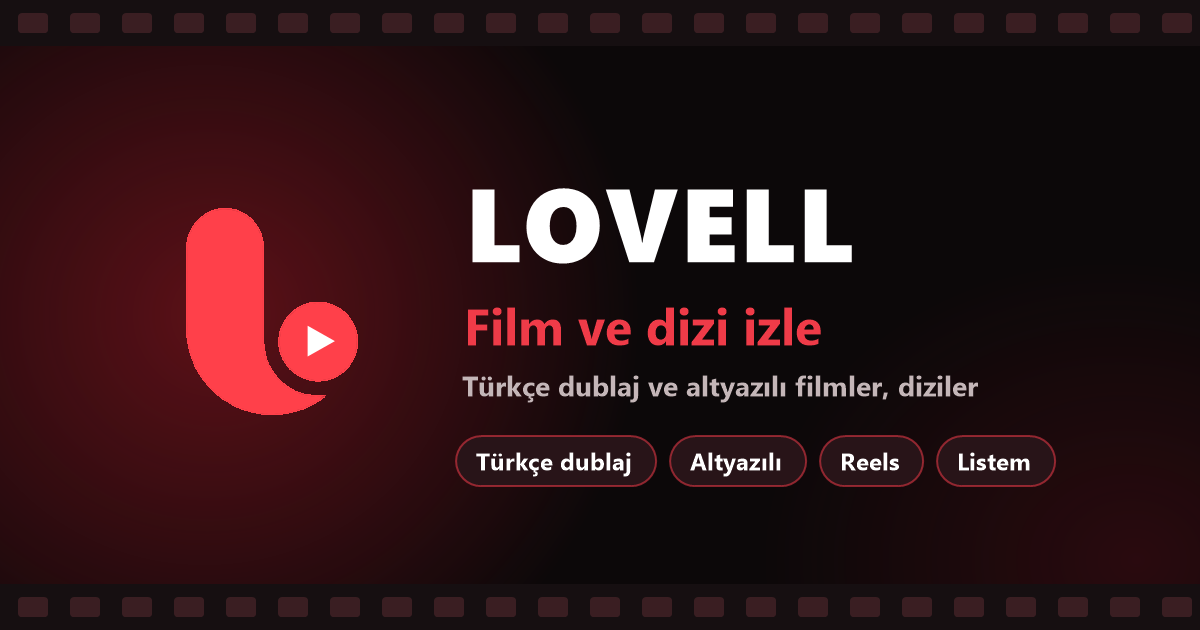 LOVELL
Film ve dizi izle
Türkçe dublaj ve altyazılı filmler, diziler
Türkçe dublaj
Altyazılı
Reels
Listem